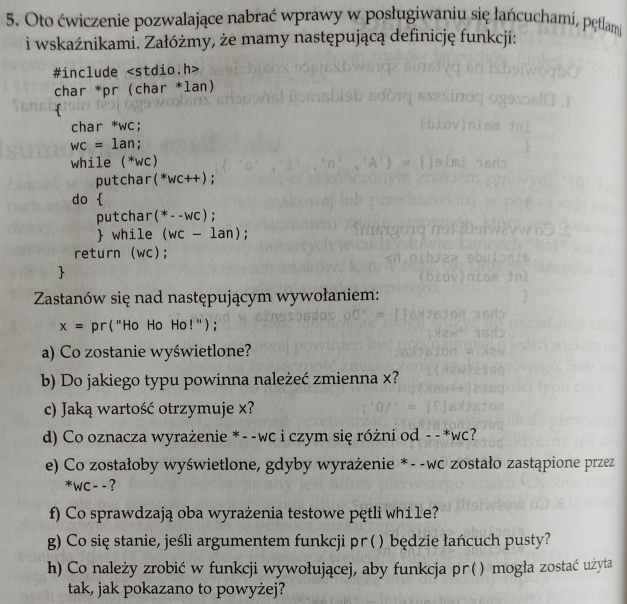 5. Oto ćwiczenie pozwalające nabrać wprawy w posługiwaniu się łańcuchami, pętlami
i wskaźnikami. Załóżmy, że mamy następującą definicję funkcji:
#include <stdio.h>
char *pr (char *lan)
{
char *wc;
wc = lan;
while (*wc)
putchar(*wc++);
do {
putchar(*--wc);
} while (wc – lan);
return (wc);
}
Zastanów się nad następującym wywołaniem:
x = pr("Ho Ho Ho!");
a) Co zostanie wyświetlone?
b) Do jakiego typu powinna należeć zmienna x?
c) Jaką wartość otrzymuje x?
d) Co oznacza wyrażenie *--wc i czym się różni od --*wc?
e) Co zostałoby wyświetlone, gdyby wyrażenie *--wc zostało zastąpione przez
*wc--?
f) Co sprawdzają oba wyrażenia testowe pętli while?
g) Co się stanie, jeśli argumentem funkcji pr() będzie łańcuch pusty?
h) Co należy zrobić w funkcji wywołującej, aby funkcja pr() mogła zostać użyta
tak, jak pokazano to powyżej?